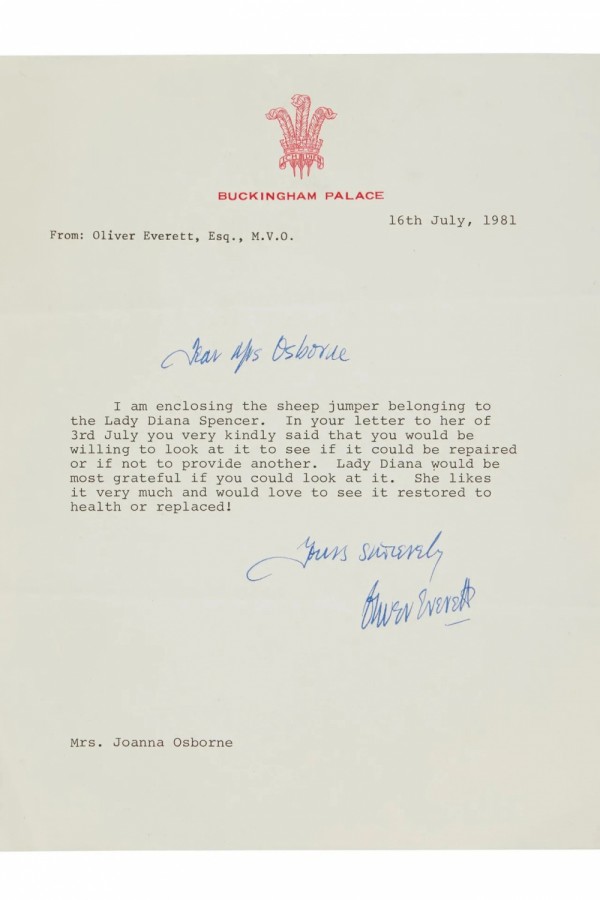 BUCKINGHAM PALACE
16th July, 1981
From: Oliver Everett, Esq., M.V.O.
Dear Mrs Osborne
I am enclosing the sheep jumper belonging to
the Lady Diana Spencer. In your letter to her of
3rd July you very kindly said that you would be
willing to look at it to see if it could be repaired
or if not to provide another. Lady Diana would be
most grateful if you could look at it. She likes
it very much and would love to see it restored to
health or replaced!
Yours sincerely
Oliver Everett
Mrs. Joanna Osborne